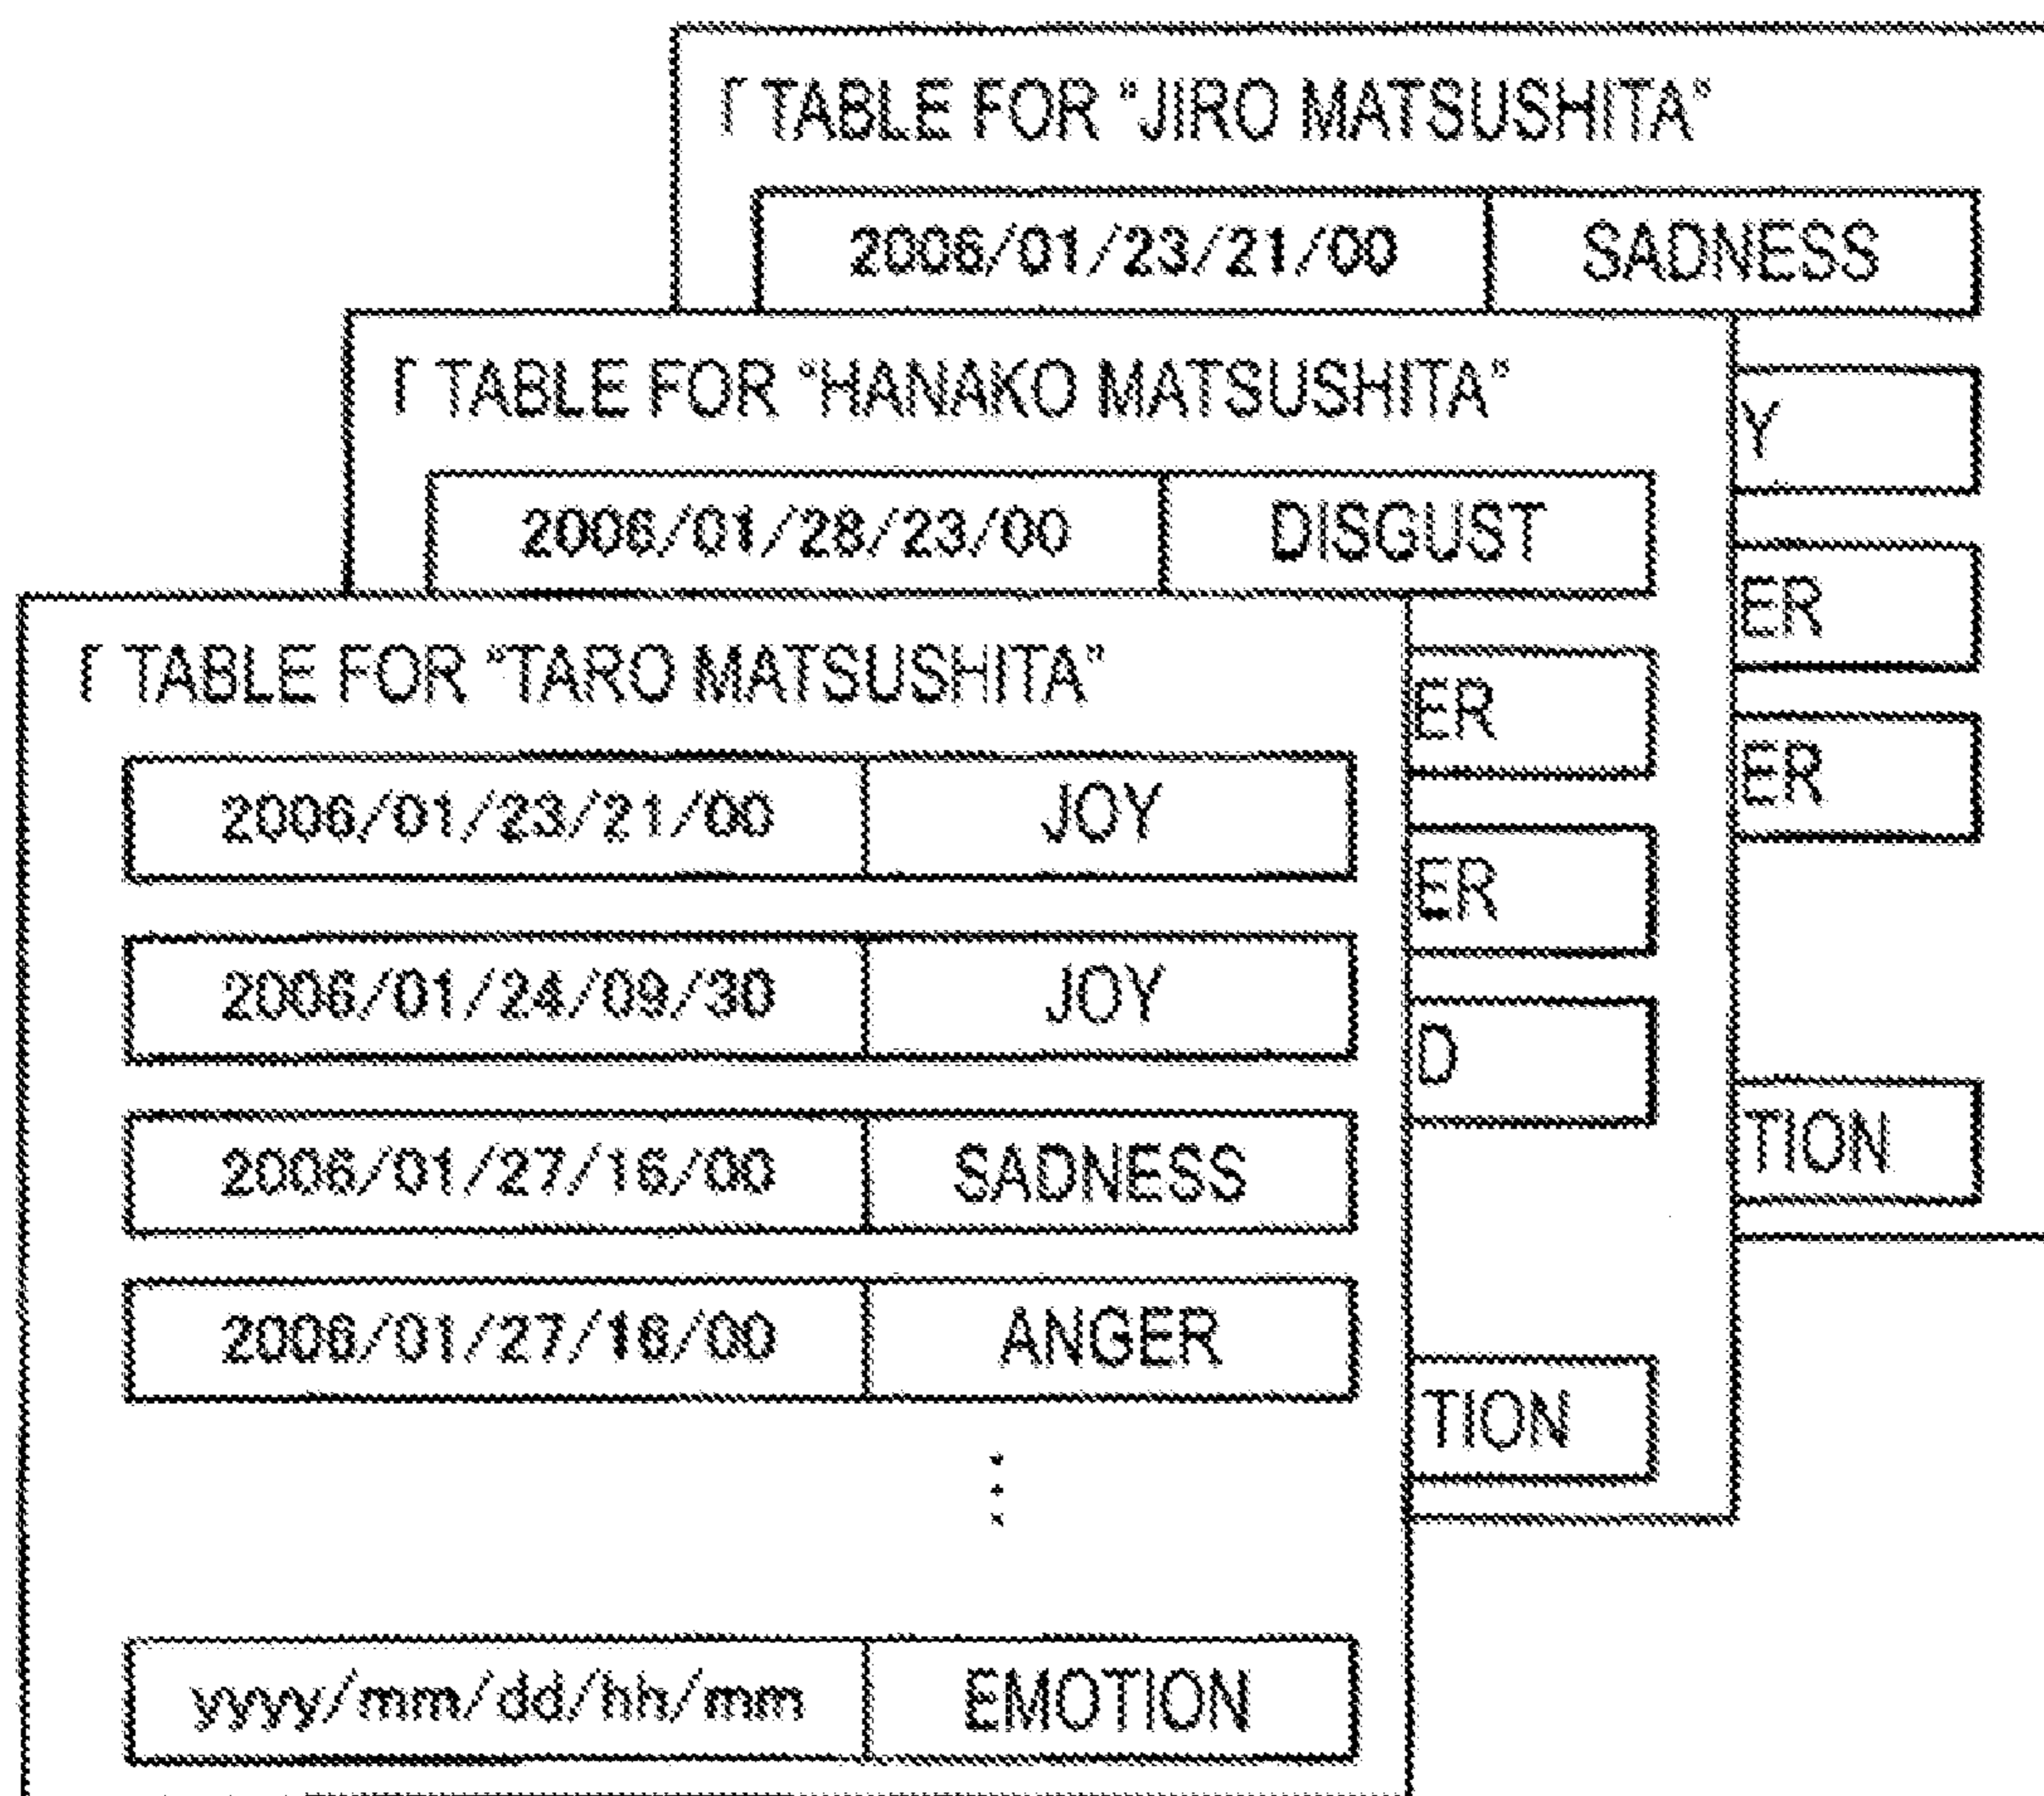 「 TABLE FOR "JIRO MATSUSHITA"
2006/01/23/21/00 SADNESS
「 TABLE FOR "HANAKO MATSUSHITA"
Y
2006/01/28/23/00 DISGUST
ER
「 TABLE FOR "TARO MATSUSHITA"
ER
ER
2006/01/23/21/00 JOY
ER
2006/01/24/09/30 JOY
D
2006/01/27/16/00 SADNESS
TION
2006/01/27/16/00 ANGER
TION
yyyy/mm/dd/hh/mm EMOTION